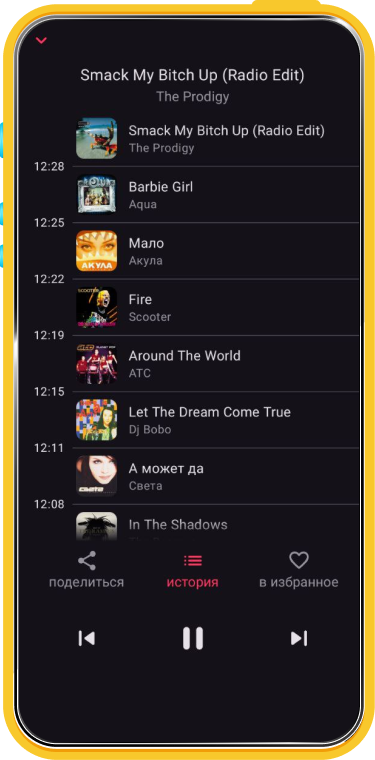 Smack My Bitch Up (Radio Edit)
The Prodigy
Smack My Bitch Up (Radio Edit)
The Prodigy
12:28
Barbie Girl
Aqua
12:25
Мало
Акула
АКУЛА
12:22
SCOOTER
Fire
Scooter
12:19
Around The World
ATC
12:15
Let The Dream Come True
Dj Bobo
12:11
А может да
Света
СВЕТА
12:08
In The Shadows
поделиться
история
в избранное